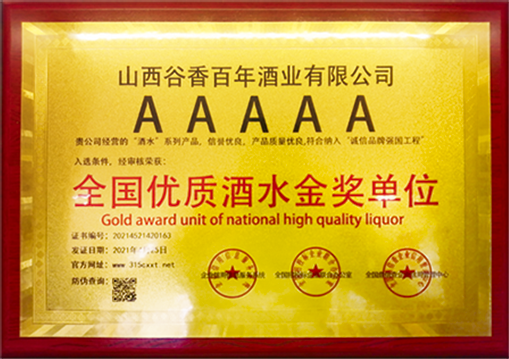 山西谷香百年酒业有限公司
AAAAA
贵公司经营的“酒水”系列产品，信誉优良，产品质量优良,符合纳入“诚信品牌强国工程”
入选条件，经审核荣获：
全国优质酒水金奖单位
Gold award unit of national high quality liquor
证书编号：20214521420163
发证日期：2021年
官方网址：www.315cxxt.net
防伪查询：